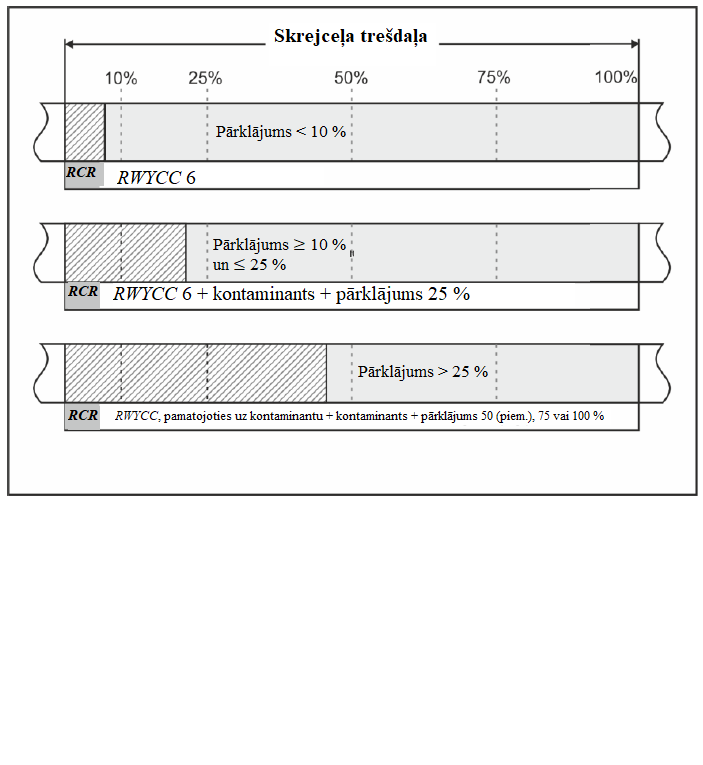 Skrejceļa trešdaļa
10% 25% 50% 75% 100%
Pārklājums < 10 %
RCR RWYCC 6
Pārklājums ≥ 10 %
un ≤ 25 %
RCR RWYCC 6 + kontaminants + pārklājums 25 %
Pārklājums > 25 %
RCR RWYCC, pamatojoties uz kontaminantu + kontaminants + pārklājums 50 (piem.), 75 vai 100 %